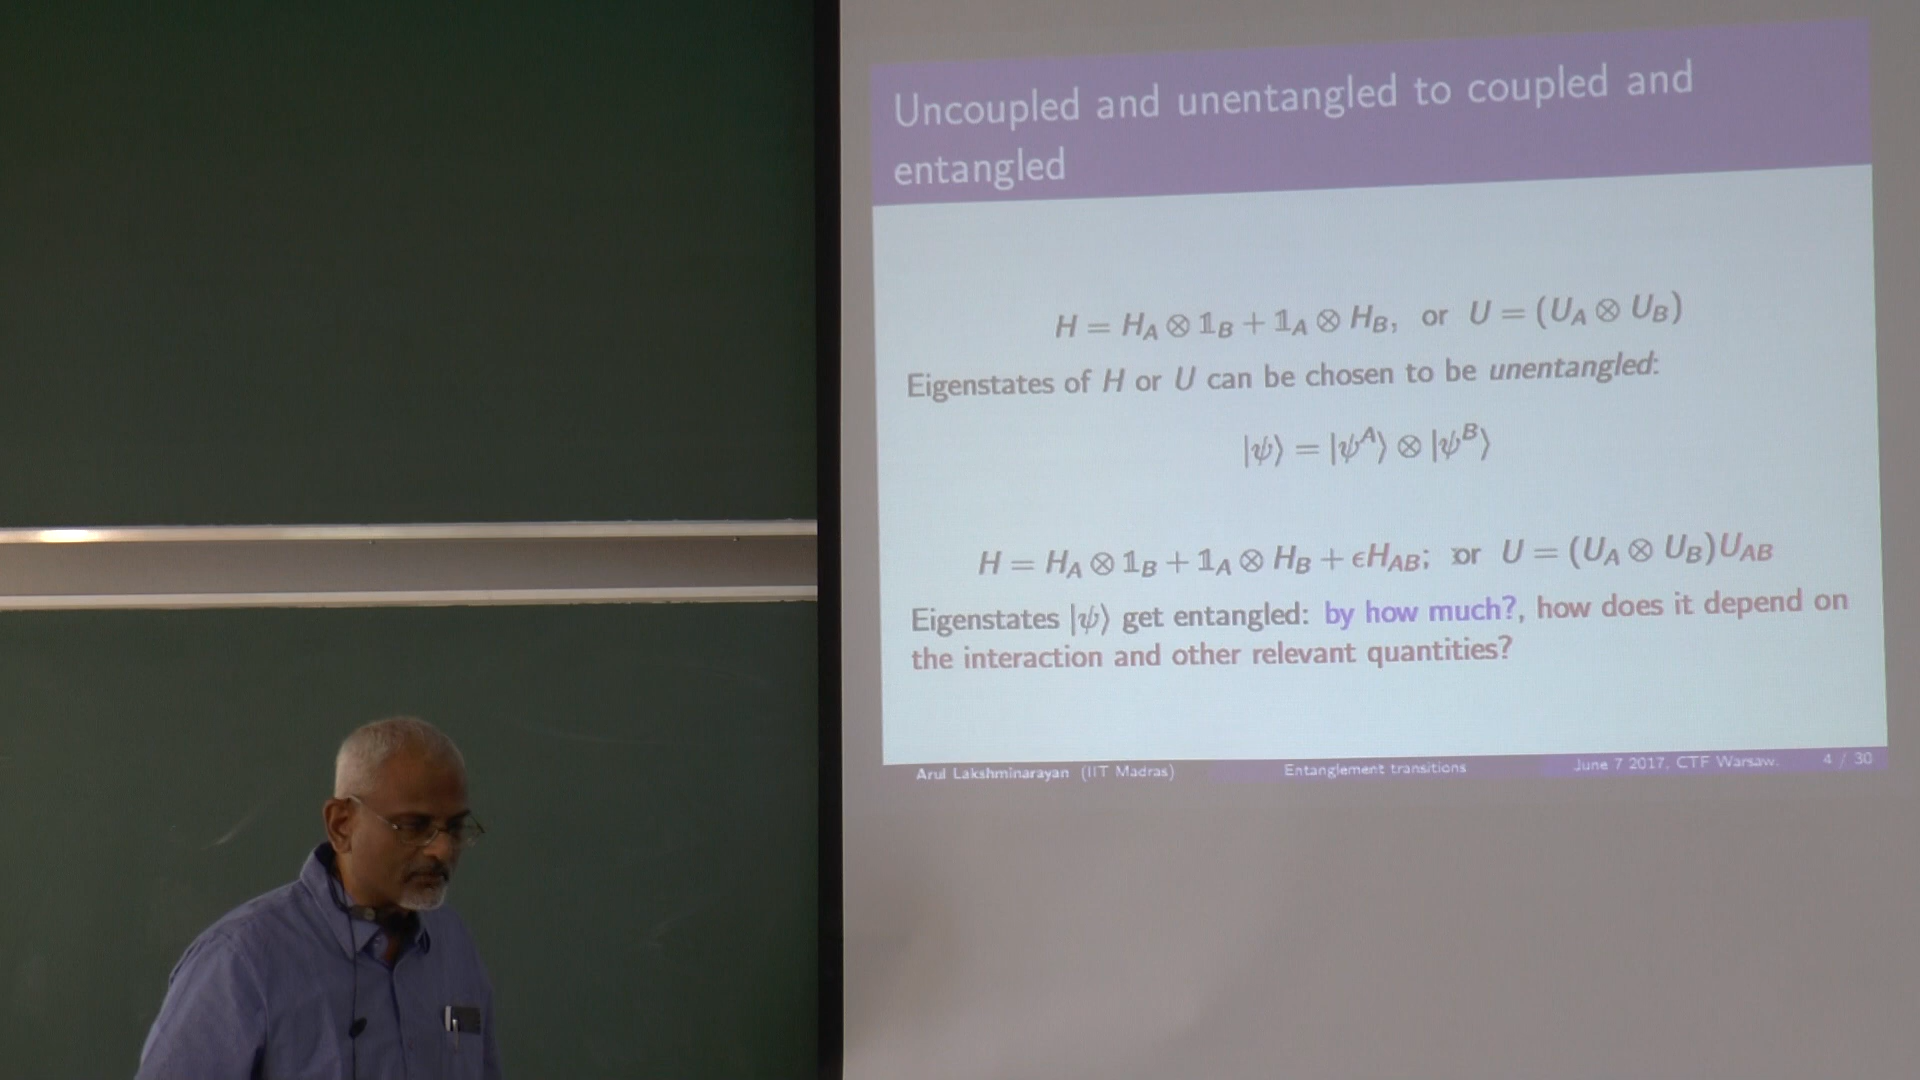 Uncoupled and unentangled to coupled and
entangled
H = H_A ⊗ 𝟙_B + 𝟙_A ⊗ H_B, or U = (U_A ⊗ U_B)
Eigenstates of H or U can be chosen to be unentangled:
|ψ⟩ = |ψ^A⟩ ⊗ |ψ^B⟩
H = H_A ⊗ 𝟙_B + 𝟙_A ⊗ H_B + ϵH_AB; or U = (U_A ⊗ U_B)U_AB
Eigenstates |ψ⟩ get entangled: by how much?, how does it depend on
the interaction and other relevant quantities?
Arul Lakshminarayan (IIT Madras) Entanglement transitions June 7 2017, CTF Warsaw. 4 / 30